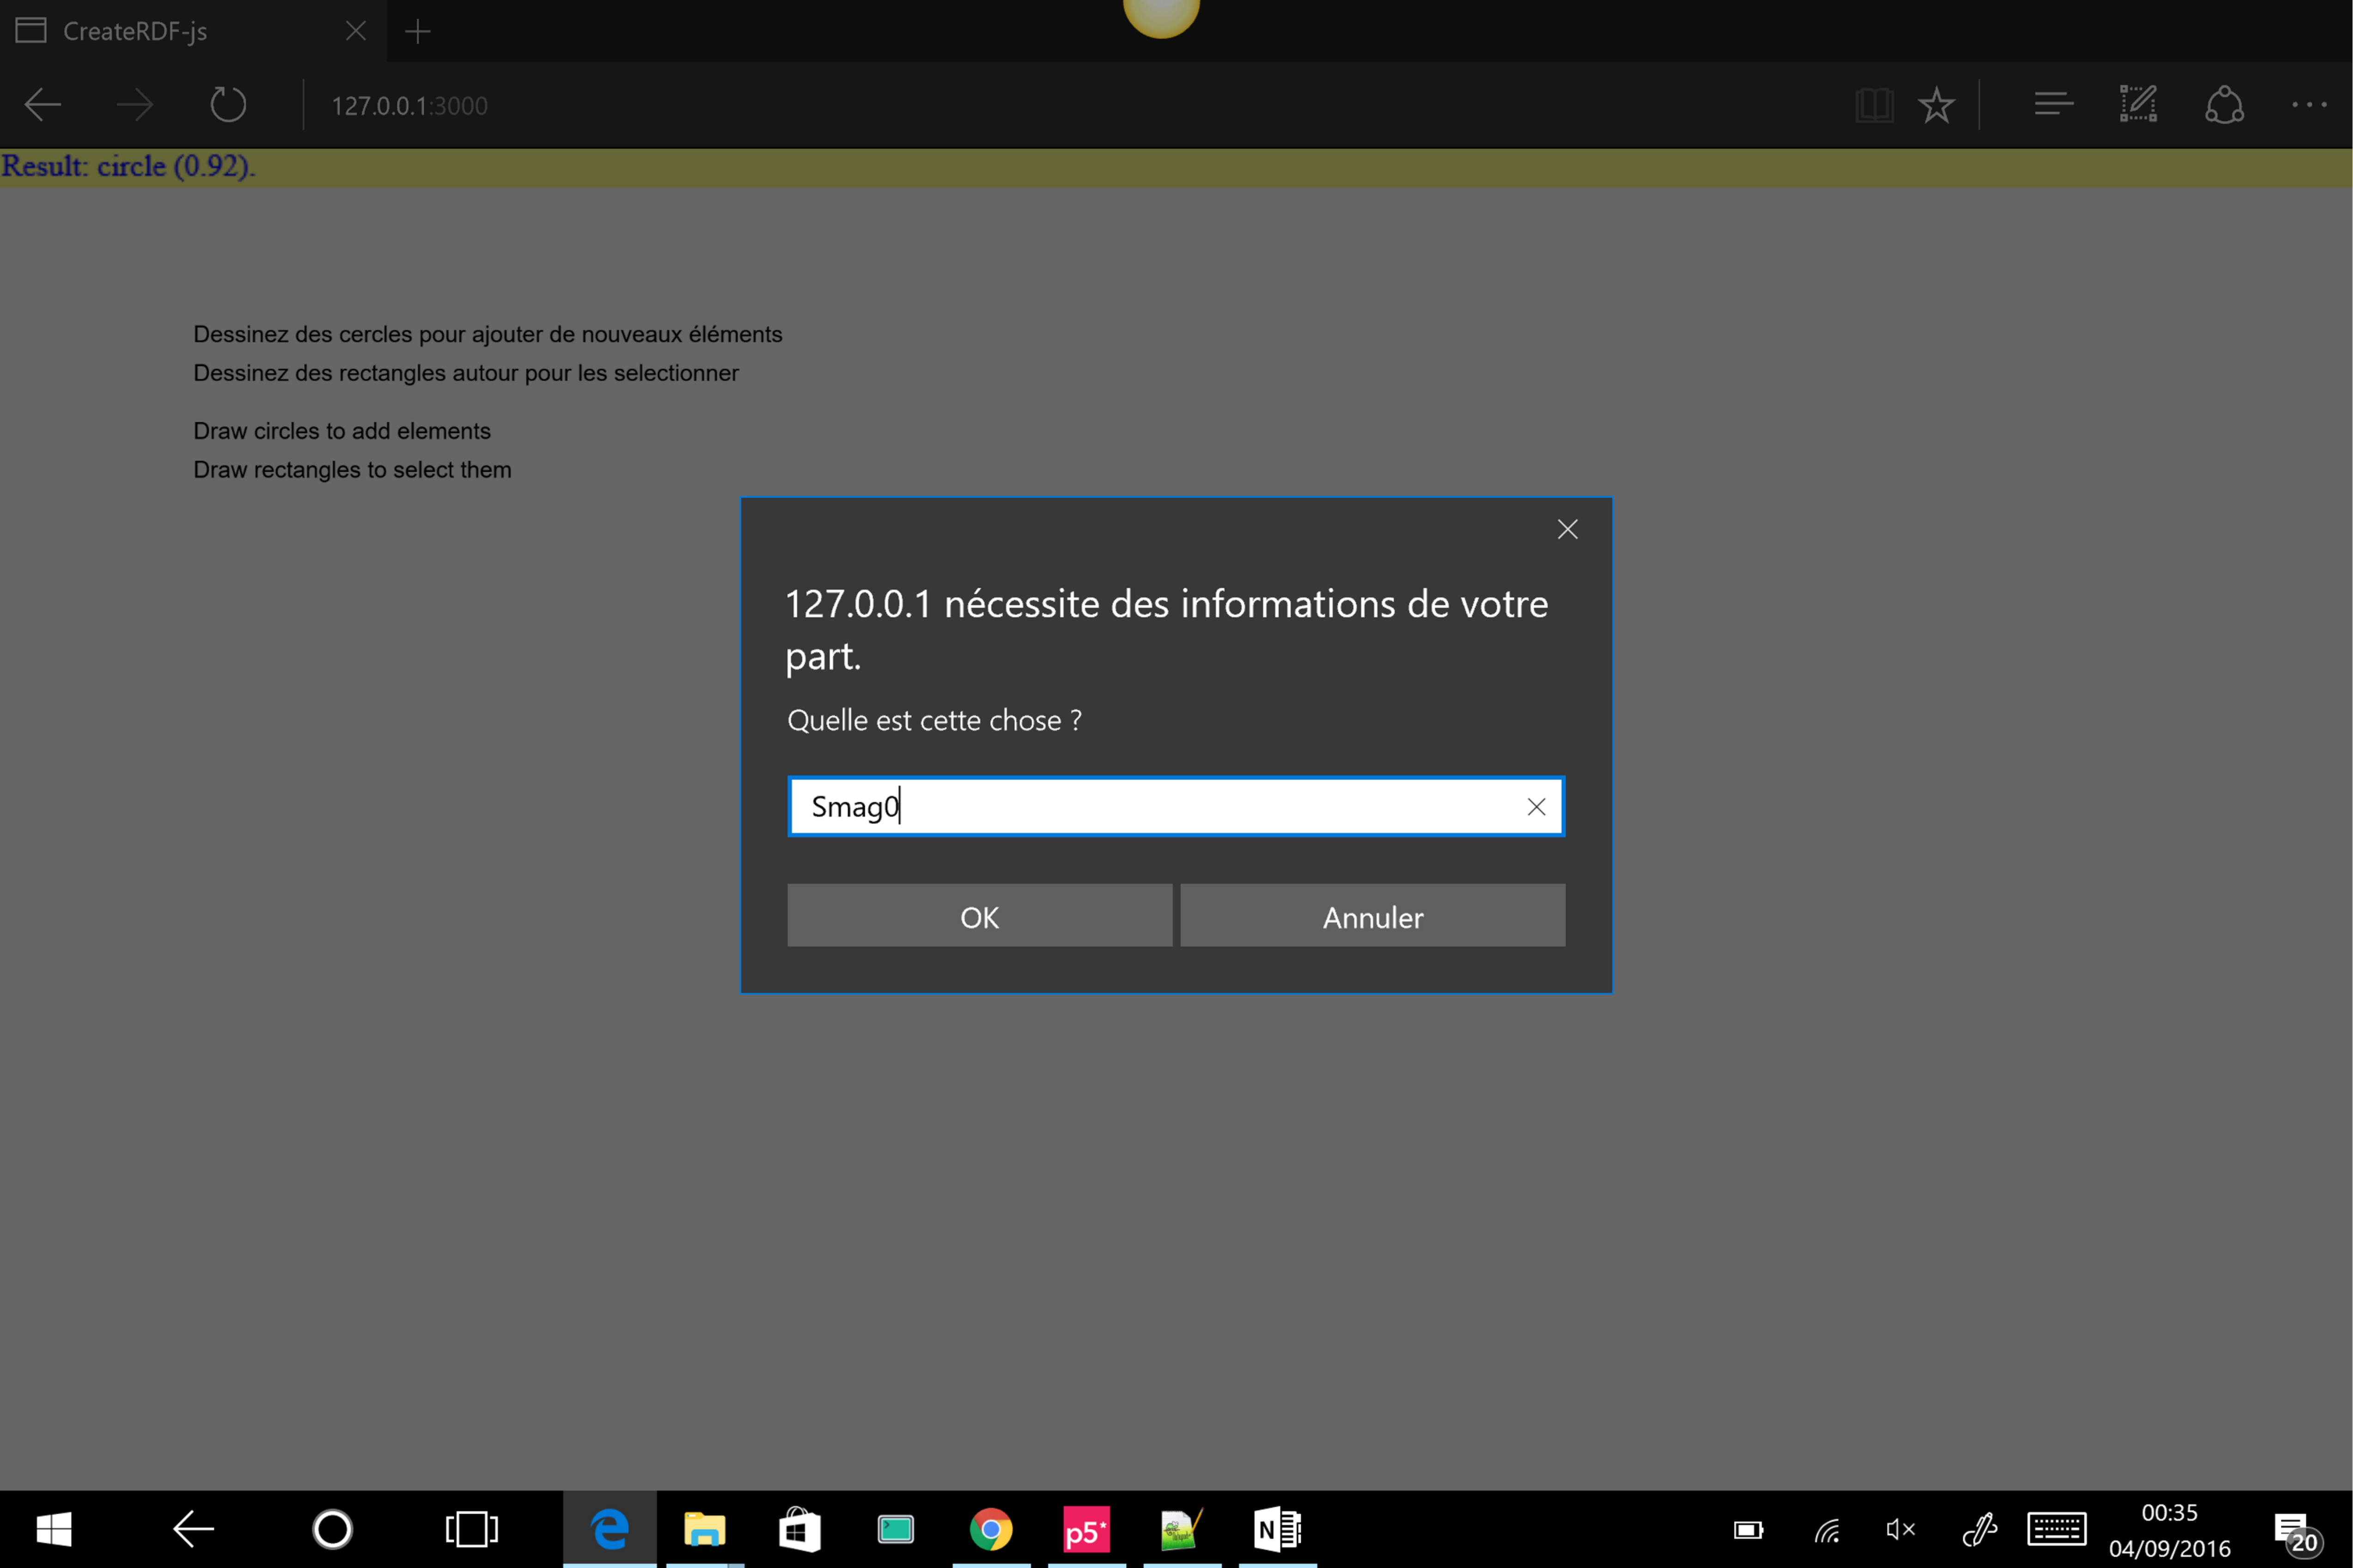 CreateRDF-js
127.0.0.1:3000
Result: circle (0.92).
Dessinez des cercles pour ajouter de nouveaux éléments
Dessinez des rectangles autour pour les selectionner
Draw circles to add elements
Draw rectangles to select them
127.0.0.1 nécessite des informations de votre
part.
Quelle est cette chose ?
Smag0
OK Annuler
p5*
N
00:35
04/09/2016
20